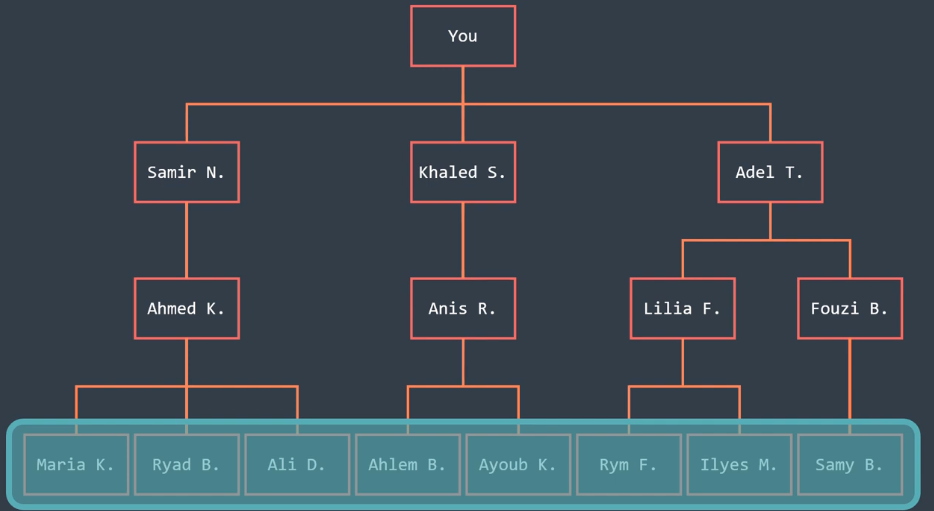 You
Samir N.
Khaled S.
Adel T.
Ahmed K.
Anis R.
Lilia F.
Fouzi B.
Maria K.
Ryad B.
Ali D.
Ahlem B.
Ayoub K.
Rym F.
Ilyes M.
Samy B.